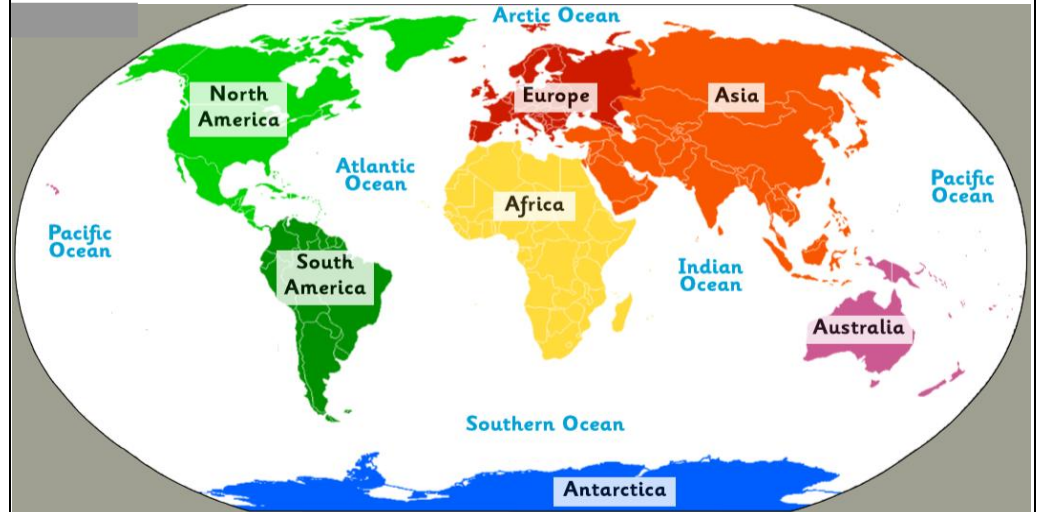 Arctic Ocean
North
America
Europe
Asia
Atlantic
Ocean
Pacific
Ocean
Africa
Pacific
Ocean
South
America
Indian
Ocean
Australia
Southern Ocean
Antarctica